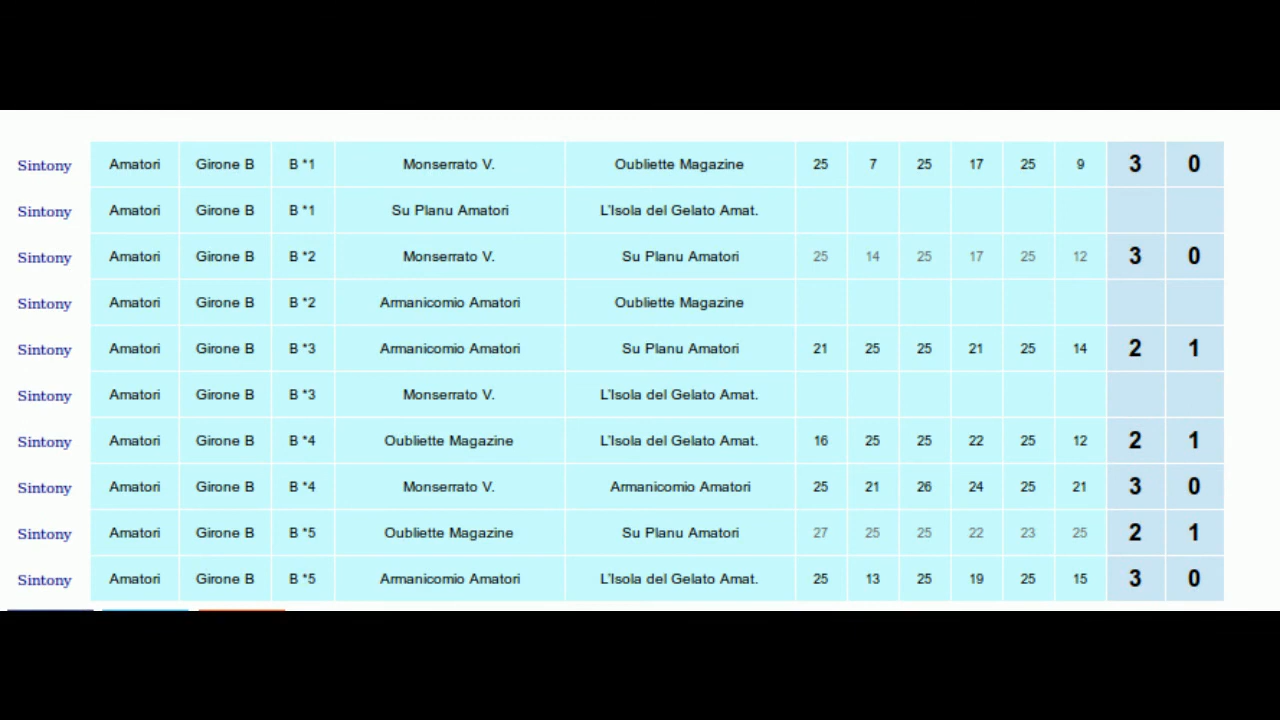 Sintony Amatori Girone B B *1 Monserrato V. Oubliette Magazine 25 7 25 17 25 9 3 0
Sintony Amatori Girone B B *1 Su Planu Amatori L'Isola del Gelato Amat.
Sintony Amatori Girone B B *2 Monserrato V. Su Planu Amatori 25 14 25 17 25 12 3 0
Sintony Amatori Girone B B *2 Armanicomio Amatori Oubliette Magazine
Sintony Amatori Girone B B *3 Armanicomio Amatori Su Planu Amatori 21 25 25 21 25 14 2 1
Sintony Amatori Girone B B *3 Monserrato V. L'Isola del Gelato Amat.
Sintony Amatori Girone B B *4 Oubliette Magazine L'Isola del Gelato Amat. 16 25 25 22 25 12 2 1
Sintony Amatori Girone B B *4 Monserrato V. Armanicomio Amatori 25 21 26 24 25 21 3 0
Sintony Amatori Girone B B *5 Oubliette Magazine Su Planu Amatori 27 25 25 22 23 25 2 1
Sintony Amatori Girone B B *5 Armanicomio Amatori L'Isola del Gelato Amat. 25 13 25 19 25 15 3 0